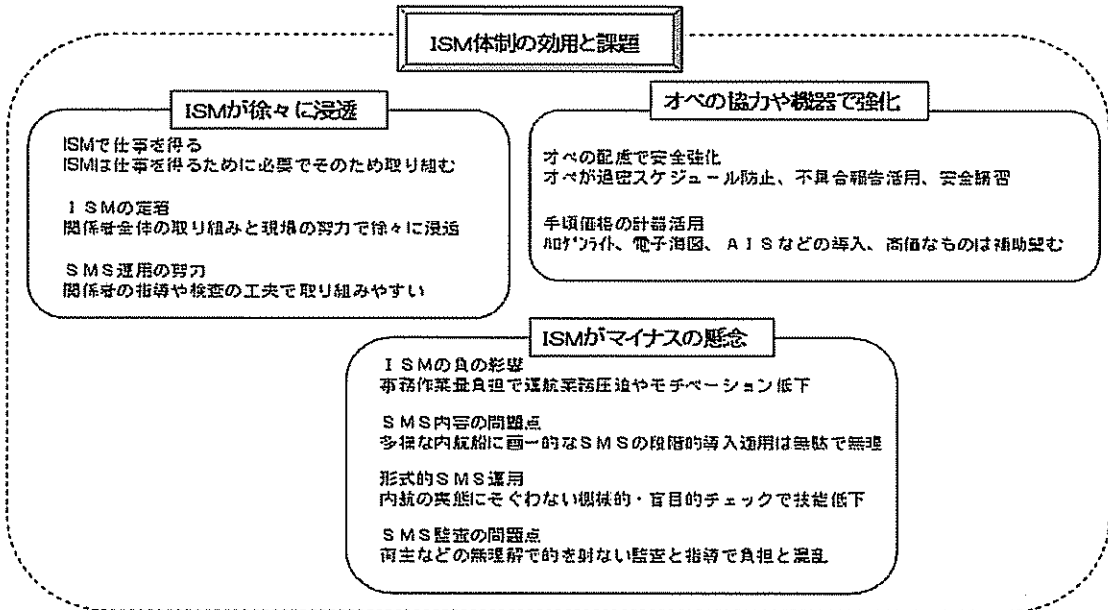 ISM体制の効用と課題
ISMが徐々に浸透
ISMで仕事を得る
ISMは仕事を得るために必要でそのため取り組む
ISMの定着
関係者全体の取り組みと現場の努力で徐々に浸透
SMS運用の努力
関係者の指導や検査の工夫で取り組みやすい
オペの協力や機器で強化
オペの配慮で安全強化
オペが過密スケジュール防止、不具合報告活用、安全講習
手頃価格の計器活用
ハロゲンライト、電子海図、AISなどの導入、高価なものは補助望む
ISMがマイナスの懸念
ISMの負の影響
事務作業量負担で運航業務圧迫やモチベーション低下
SMS内容の問題点
多様な内航船に画一的なSMSの段階的導入適用は無駄で無理
形式的SMS運用
内航の実態にそぐわない機械的・盲目的チェックで技能低下
SMS監査の問題点
荷主などの無理解で的を射ない監査と指導で負担と混乱